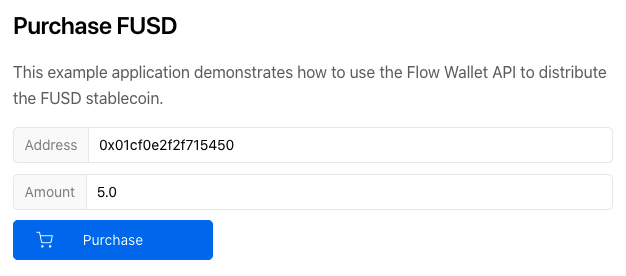 Purchase FUSD
This example application demonstrates how to use the Flow Wallet API to distribute
the FUSD stablecoin.
Address 0x01cf0e2f2f715450
Amount 5.0
Purchase